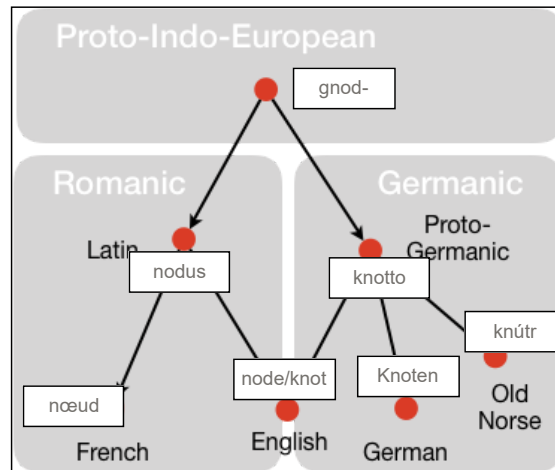 Proto-Indo-European
gnod-
Romanic
Germanic
Latin
Proto-
Germanic
nodus
knotto
knútr
node/knot
Knoten
nœud
Old
Norse
French
English
German